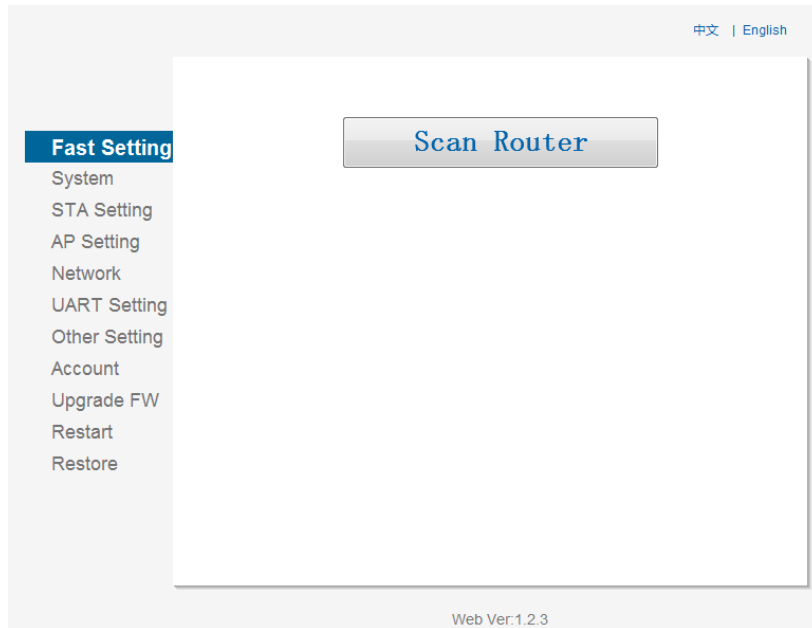 中文 | English
Fast Setting
Scan Router
System
STA Setting
AP Setting
Network
UART Setting
Other Setting
Account
Upgrade FW
Restart
Restore
Web Ver:1.2.3